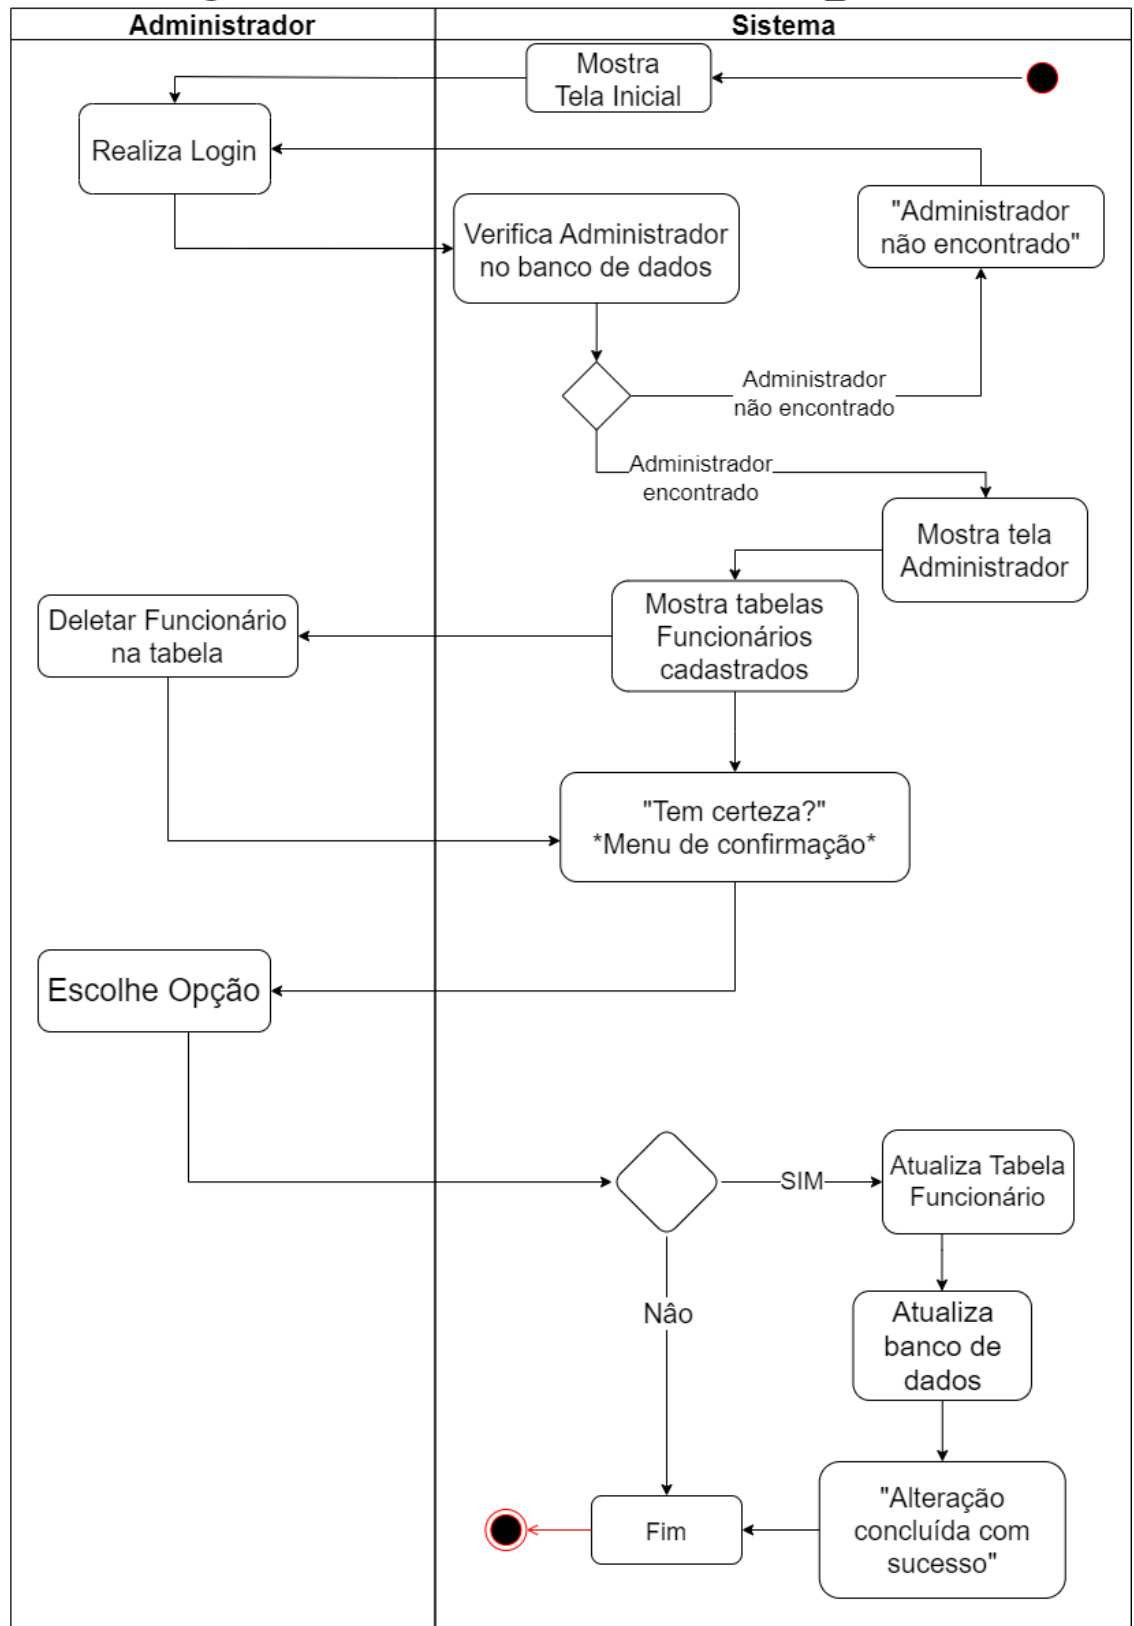 Administrador
Sistema
Mostra
Tela Inicial
Realiza Login
"Administrador
não encontrado"
Verifica Administrador
no banco de dados
Administrador
não encontrado
Administrador
encontrado
Mostra tela
Administrador
Mostra tabelas
Funcionários
cadastrados
Deletar Funcionário
na tabela
"Tem certeza?"
*Menu de confirmação*
Escolhe Opção
SIM
Atualiza Tabela
Funcionário
Nâo
Atualiza
banco de
dados
"Alteração
concluída com
sucesso"
Fim